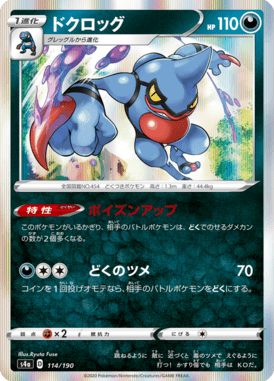 1進化
ドクロッグ
HP 110
グレッグルから進化
全国図鑑NO.454 どくづきポケモン 高さ:1.3m 重さ:44.4kg
特性 ポイズンアップ
このポケモンがいるかぎり、相手のバトルポケモンは、どくでのせるダメカン
の数が2個多くなる。
どくのツメ 70
コインを1回投げオモテなら、相手のバトルポケモンをどくにする。
弱点 ×2 抵抗力 にげる
Illus.Ryuta Fuse
s4a D 114/190
©2020 Pokémon/Nintendo/Creatures/GAME FREAK.